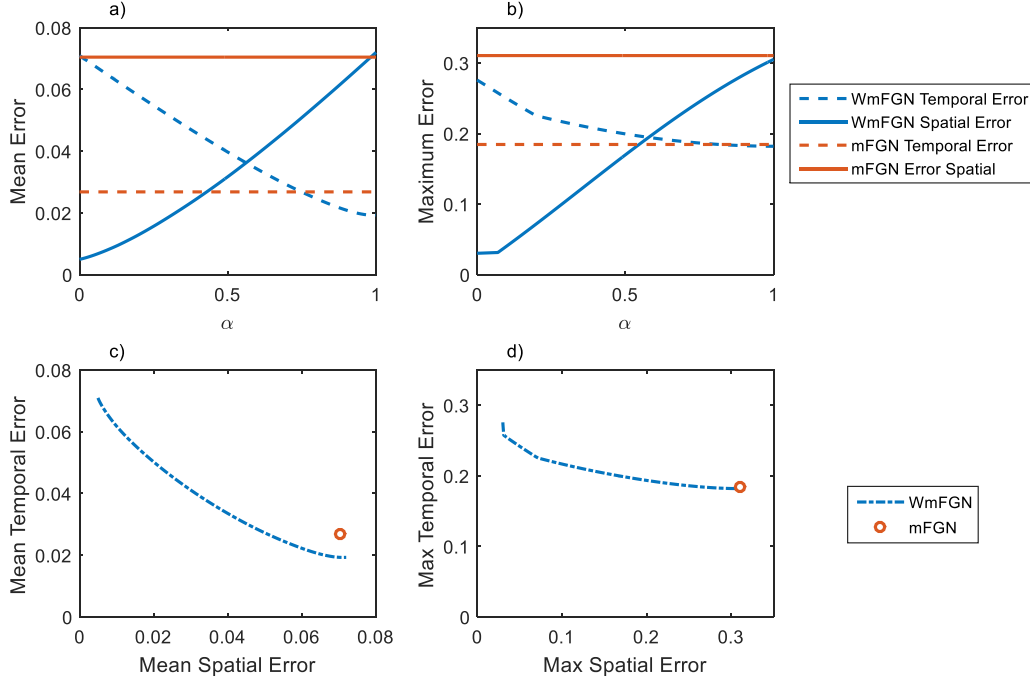 a)
0.08
0.06
0.04
0.02
0
Mean Error
0
0.5
1
α
b)
0.3
0.2
0.1
0
Maximum Error
0
0.5
1
α
WmFGN Temporal Error
WmFGN Spatial Error
mFGN Temporal Error
mFGN Error Spatial
c)
0.08
0.06
0.04
0.02
0
Mean Temporal Error
0
0.02
0.04
0.06
0.08
Mean Spatial Error
d)
0.3
0.2
0.1
0
Max Temporal Error
0
0.1
0.2
0.3
Max Spatial Error
WmFGN
mFGN